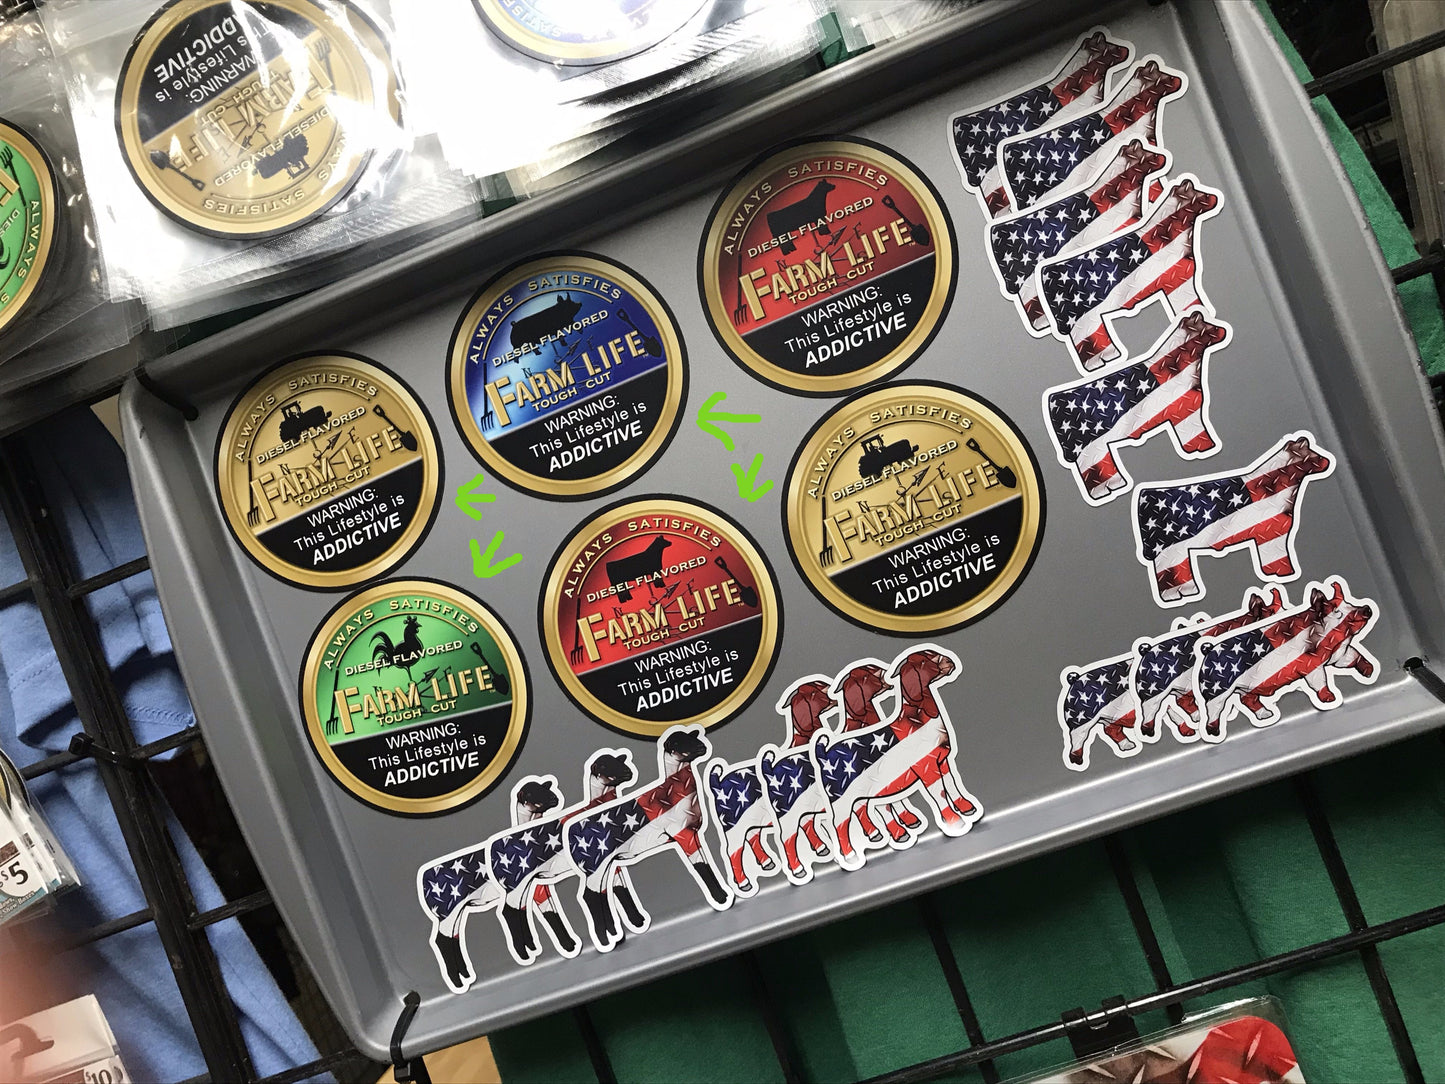 WARNING:
This Lifestyle is
ADDICTIVE
FARM LIFE
TOUGH CUT
DIESEL FLAVORED
ALWAYS SATISFIES
ALWAYS
DIESEL
ALWAYS SATISFIES
DIESEL FLAVORED
FARM LIFE
TOUGH CUT
WARNING:
This Lifestyle is
ADDICTIVE
ALWAYS SATISFIES
DIESEL FLAVORED
N
FARM LIFE
TOUGH CUT
WARNING:
This Lifestyle is
ADDICTIVE
ALWAYS SATISFIES
DIESEL FLAVORED
N
FARM LIFE
TOUGH CUT
WARNING:
This Lifestyle is
ADDICTIVE
ALWAYS SATISFIES
DIESEL FLAVORED
N E
FARM LIFE
TOUGH CUT
WARNING:
This Lifestyle is
ADDICTIVE
ALWAYS SATISFIES
DIESEL FLAVORED
N
FARM LIFE
TOUGH CUT
WARNING:
This Lifestyle is
ADDICTIVE
ALWAYS SATISFIES
DIESEL FLAVORED
FARM LIFE
TOUGH CUT
WARNING:
This Lifestyle is
ADDICTIVE
$5
$10